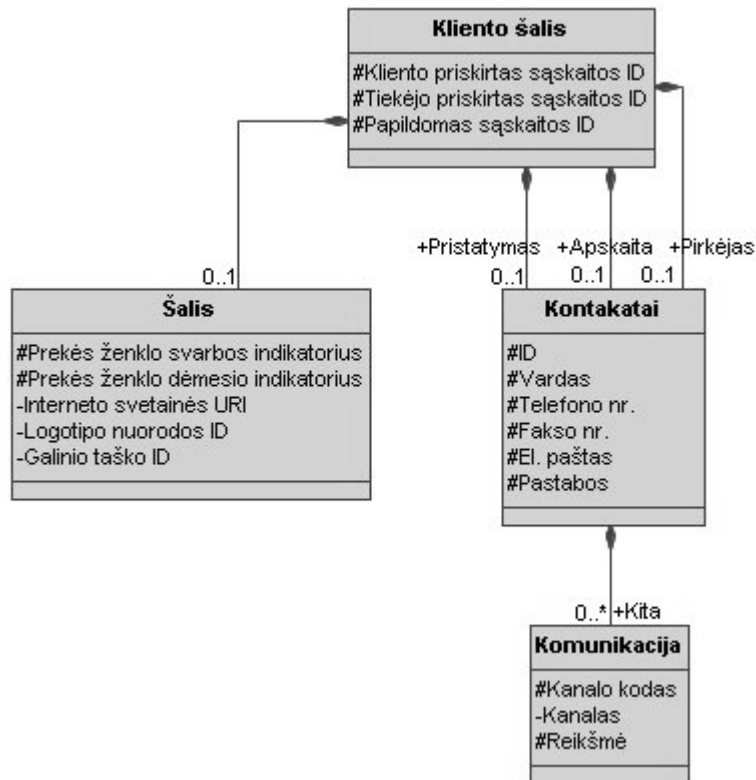 Kliento šalis
#Kliento priskirtas sąskaitos ID
#Tiekėjo priskirtas sąskaitos ID
#Papildomas sąskaitos ID
+Pristatymas +Apskaita +Pirkėjas
0..1 0..1 0..1 0..1
Šalis
#Prekės ženklo svarbos indikatorius
#Prekės ženklo dėmesio indikatorius
-Interneto svetainės URI
-Logotipo nuorodos ID
-Galinio taško ID
Kontakatai
#ID
#Vardas
#Telefono nr.
#Fakso nr.
#El. paštas
#Pastabos
0..* +Kita
Komunikacija
#Kanalo kodas
-Kanalas
#Reikšmė